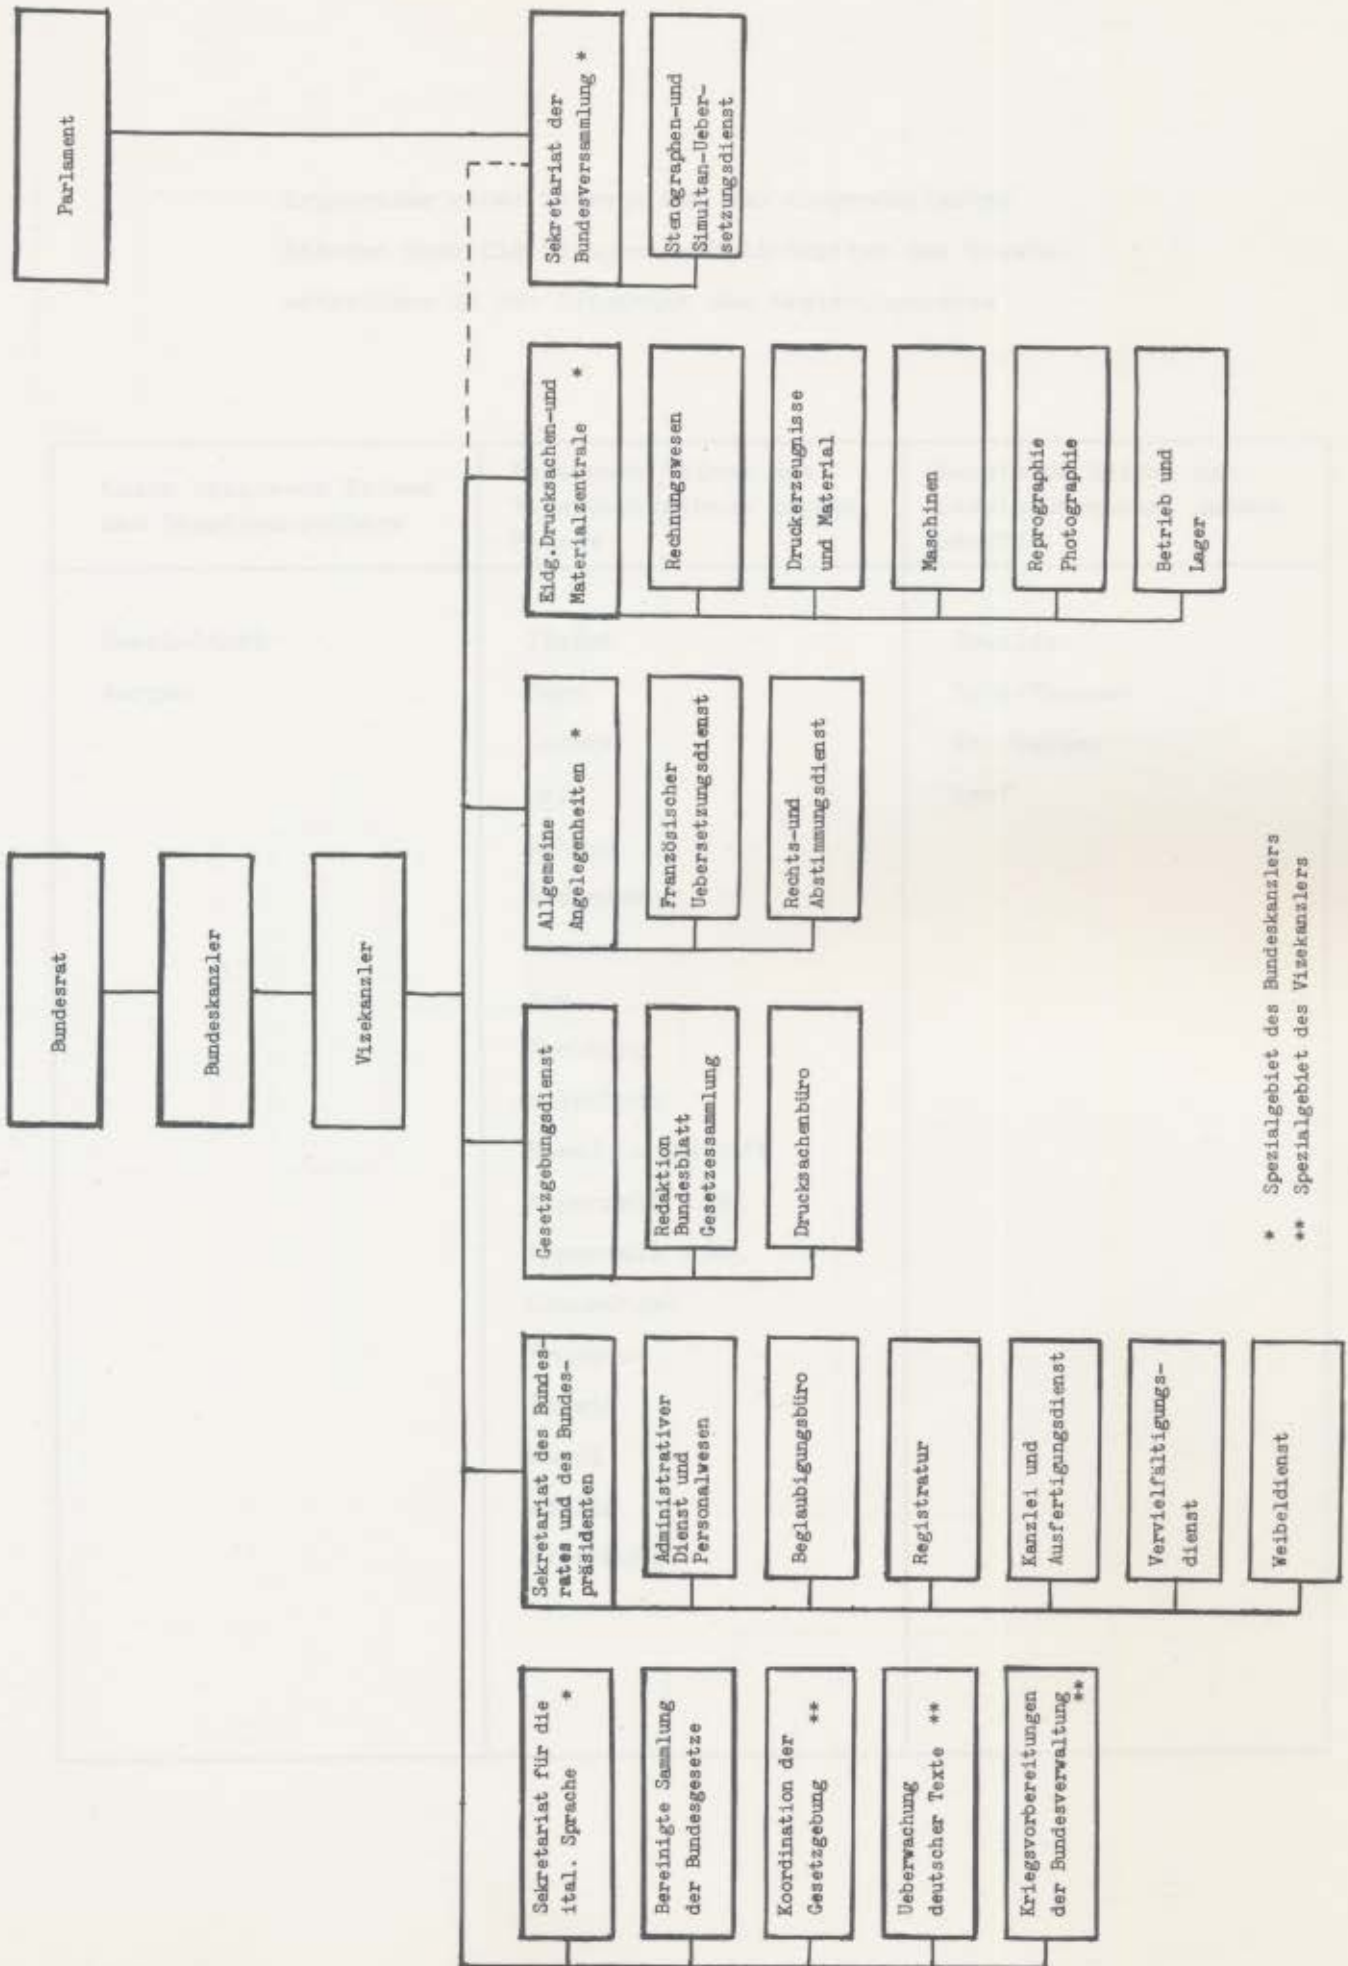 Bundesrat
Parlament
Bundeskanzler
Vizekanzler
Sekretariat für die
ital. Sprache *
Bereinigte Sammlung
der Bundesgesetze
Koordination der
Gesetzgebung **
Ueberwachung
deutscher Texte **
Kriegsvorbereitungen
der Bundesverwaltung
**
Sekretariat des Bundes-
rates und des Bundes-
präsidenten
Administrativer
Dienst und
Personalwesen
Beglaubigungsbüro
Registratur
Kanzlei und
Ausfertigungsdienst
Vervielfältigungs-
dienst
Weibeldienst
Gesetzgebungsdienst
Redaktion
Bundesblatt
Gesetzessammlung
Drucksachenbüro
Allgemeine
Angelegenheiten *
Französischer
Uebersetzungsdienst
Rechts-und
Abstimmungsdienst
Eidg.Drucksachen-und
Materialzentrale *
Rechnungswesen
Druckerzeugnisse
und Material
Maschinen
Reprographie
Photographie
Betrieb und
Lager
Sekretariat der
Bundesversammlung *
Stenographen-und
Simultan-Ueber-
setzungsdienst
* Spezialgebiet des Bundeskanzlers
** Spezialgebiet des Vizekanzlers